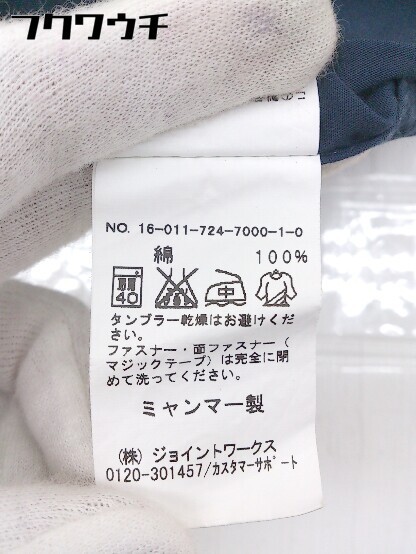 フクワウチ
NO. 16-011-724-7000-1-0
綿 100%
40 中
タンブラー乾燥はお避けくだ
さい。
ファスナー・面ファスナー（
マジックテープ）は完全に閉
めて洗ってください。
ミャンマー製
（株）ジョイントワークス
0120-301457/カスタマーサポート